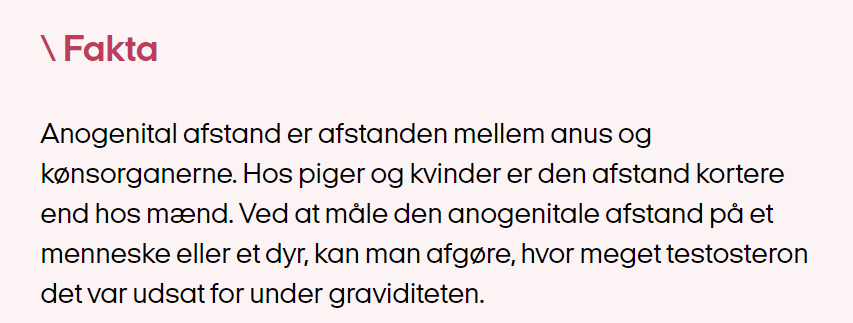 \ Fakta
Anogenital afstand er afstanden mellem anus og
kønsorganerne. Hos piger og kvinder er den afstand kortere
end hos mænd. Ved at måle den anogenitale afstand på et
menneske eller et dyr, kan man afgøre, hvor meget testosteron
det var udsat for under graviditeten.